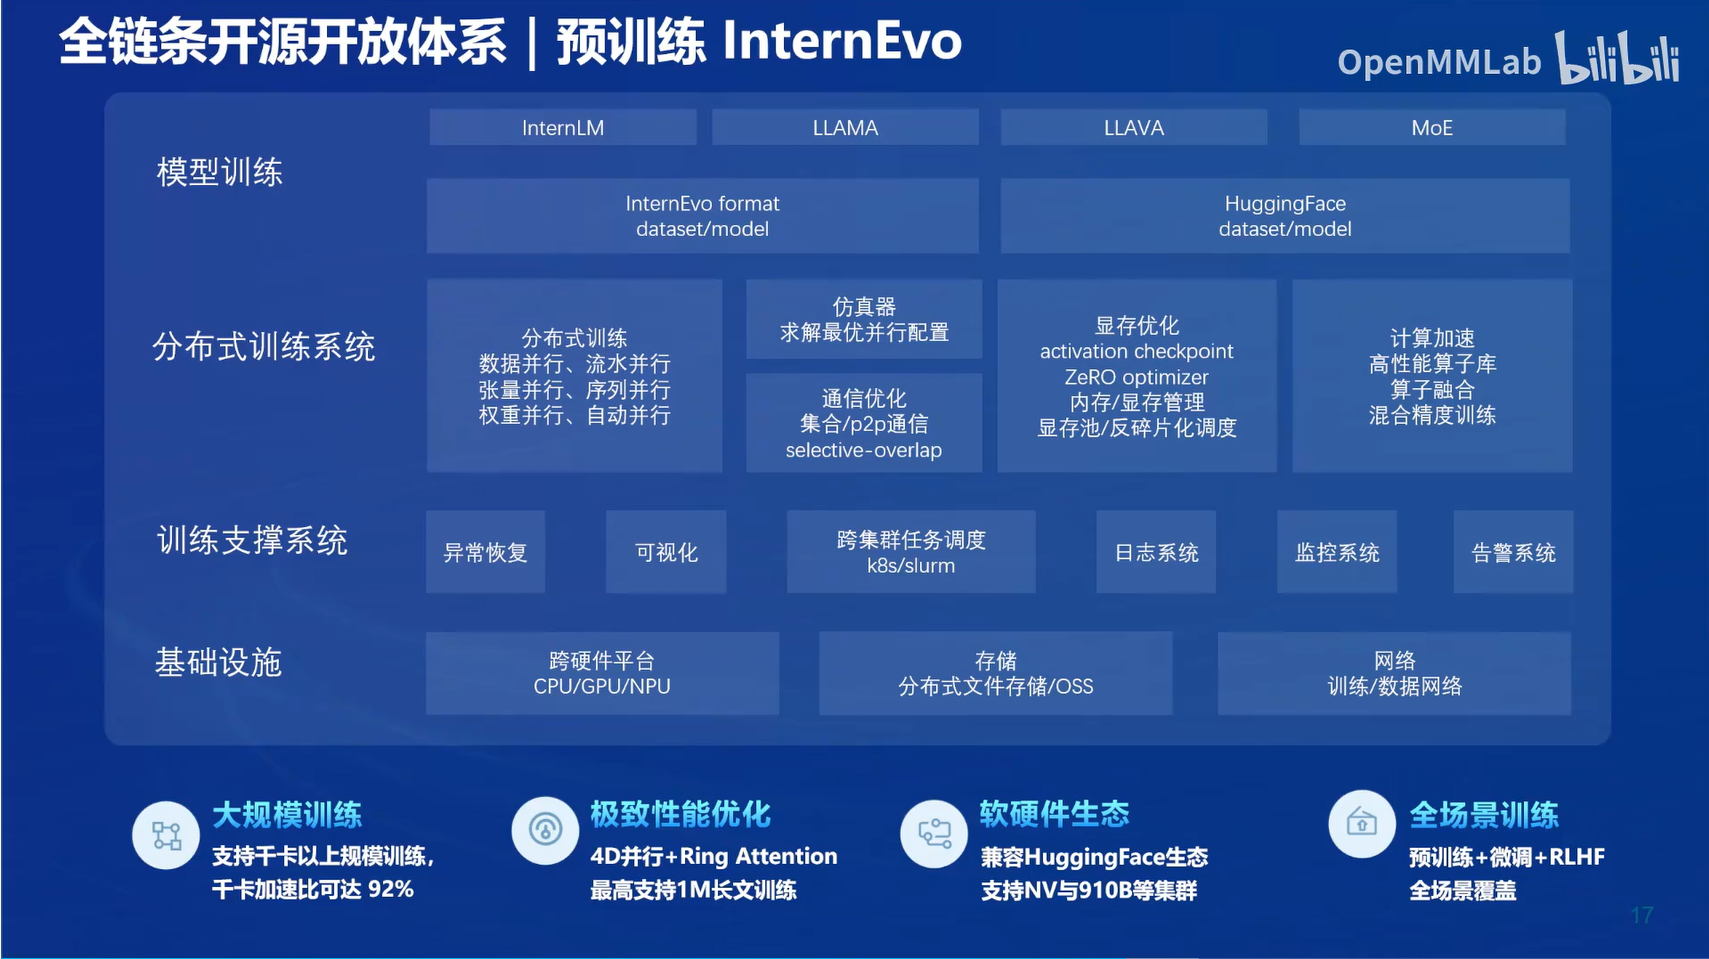 全链条开源开放体系 | 预训练 InternEvo
OpenMMLab bilibili
模型训练
InternLM
LLAMA
LLAVA
MoE
InternEvo format
dataset/model
HuggingFace
dataset/model
分布式训练系统
分布式训练
数据并行、流水并行
张量并行、序列并行
权重并行、自动并行
仿真器
求解最优并行配置
通信优化
集合/p2p通信
selective-overlap
显存优化
activation checkpoint
ZeRO optimizer
内存/显存管理
显存池/反碎片化调度
计算加速
高性能算子库
算子融合
混合精度训练
训练支撑系统
异常恢复
可视化
跨集群任务调度
k8s/slurm
日志系统
监控系统
告警系统
基础设施
跨硬件平台
CPU/GPU/NPU
存储
分布式文件存储/OSS
网络
训练/数据网络
大规模训练
支持千卡以上规模训练，
千卡加速比可达 92%
极致性能优化
4D并行+Ring Attention
最高支持1M长文训练
软硬件生态
兼容HuggingFace生态
支持NV与910B等集群
全场景训练
预训练+微调+RLHF
全场景覆盖
17